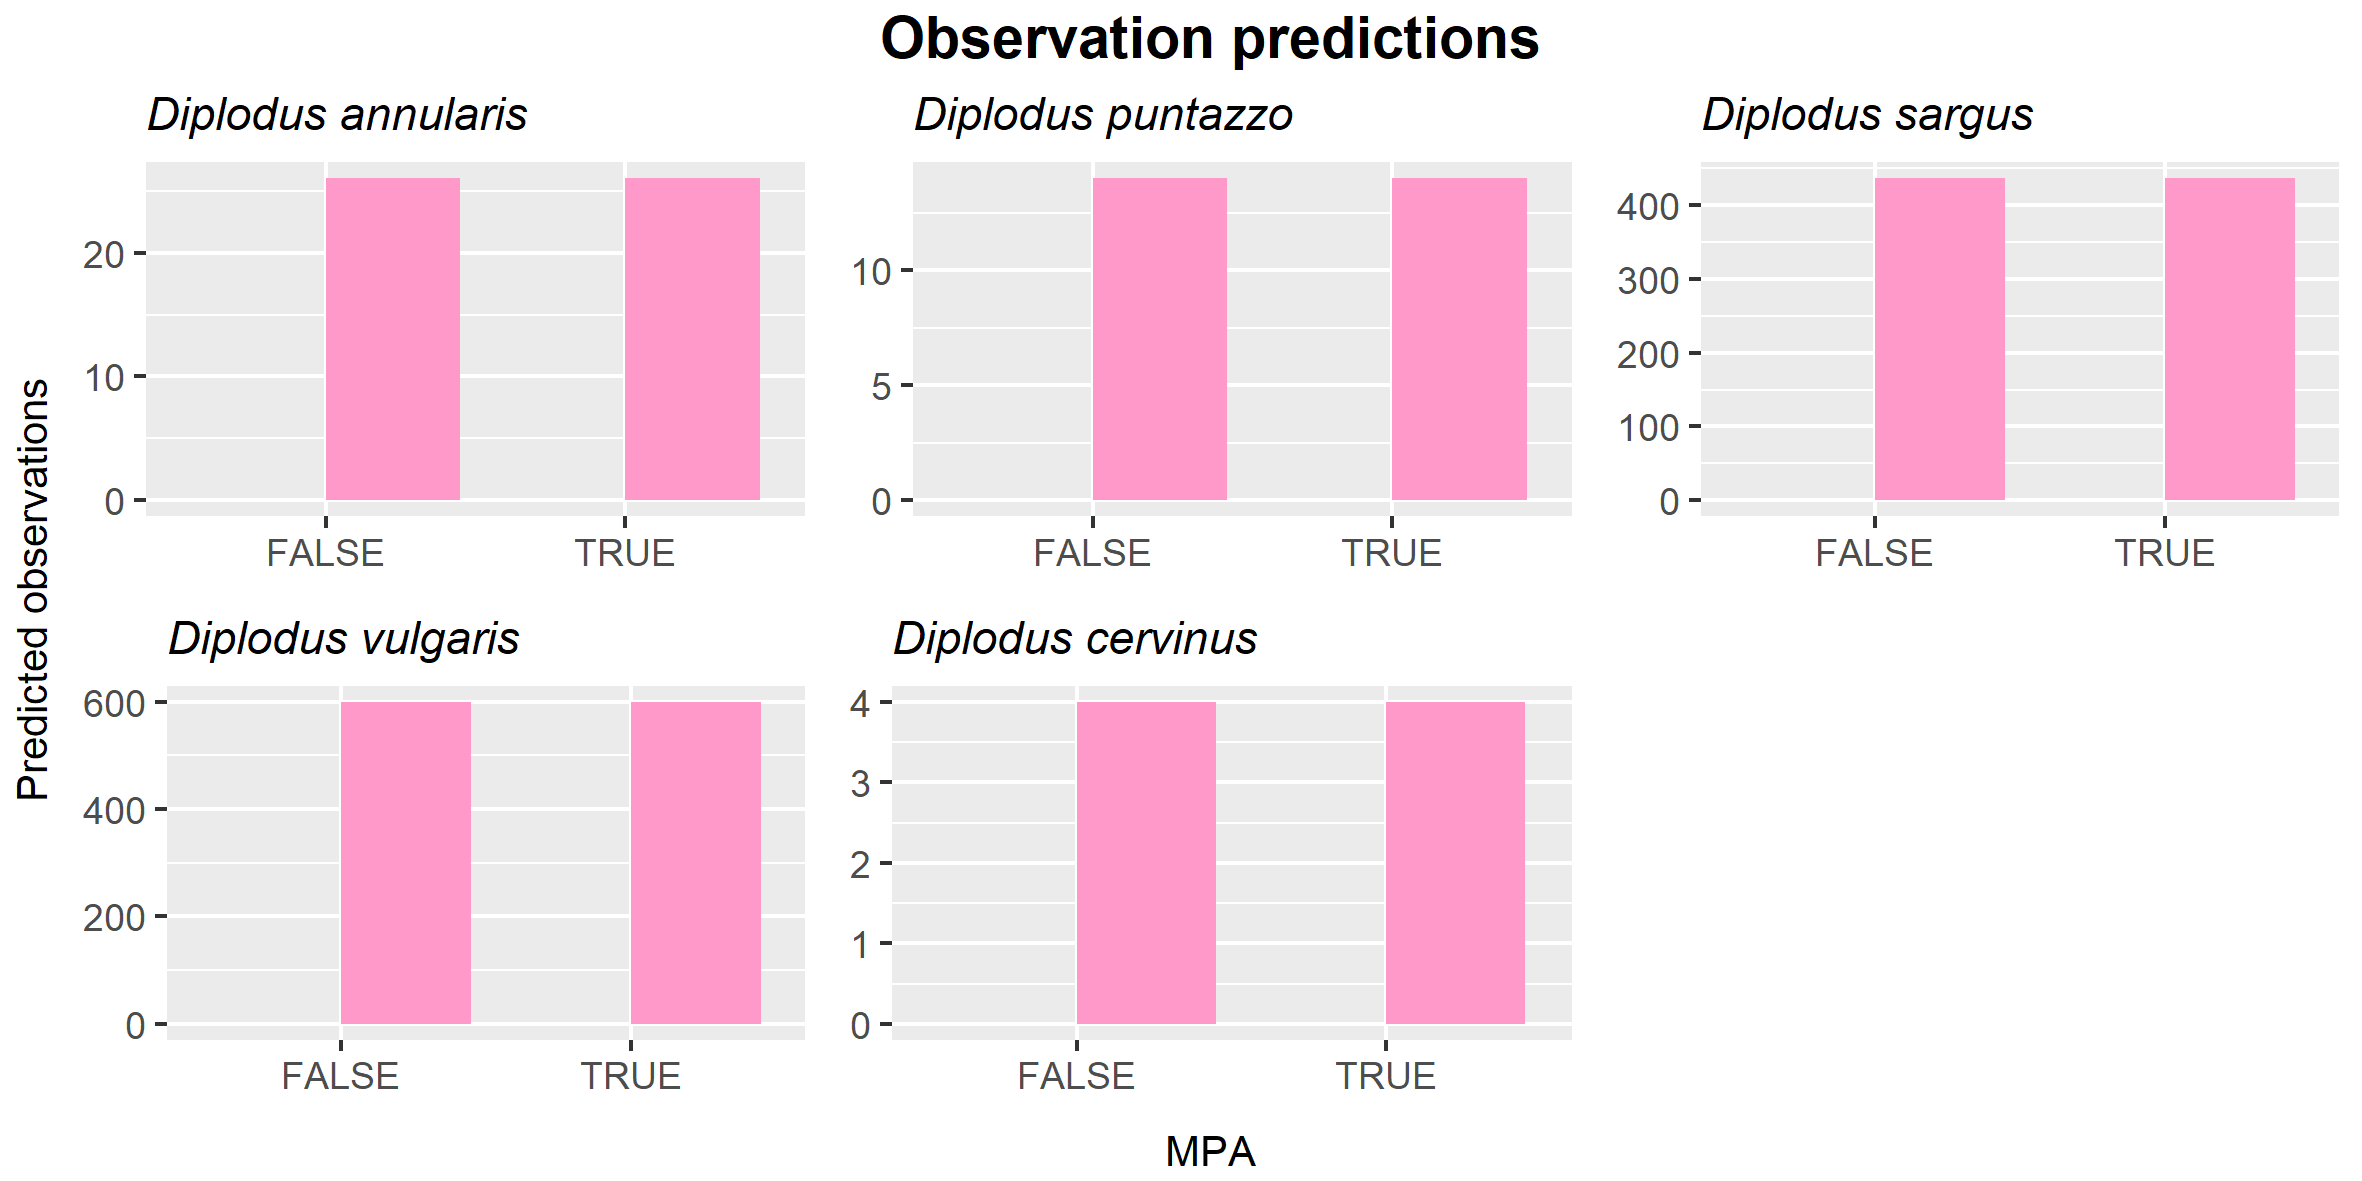 Observation predictions
Diplodus annularis
20
10
0
FALSE TRUE
Diplodus puntazzo
10
5
0
FALSE TRUE
Diplodus sargus
400
300
200
100
0
FALSE TRUE
Predicted observations
Diplodus vulgaris
600
400
200
0
FALSE TRUE
Diplodus cervinus
4
3
2
1
0
FALSE TRUE
MPA